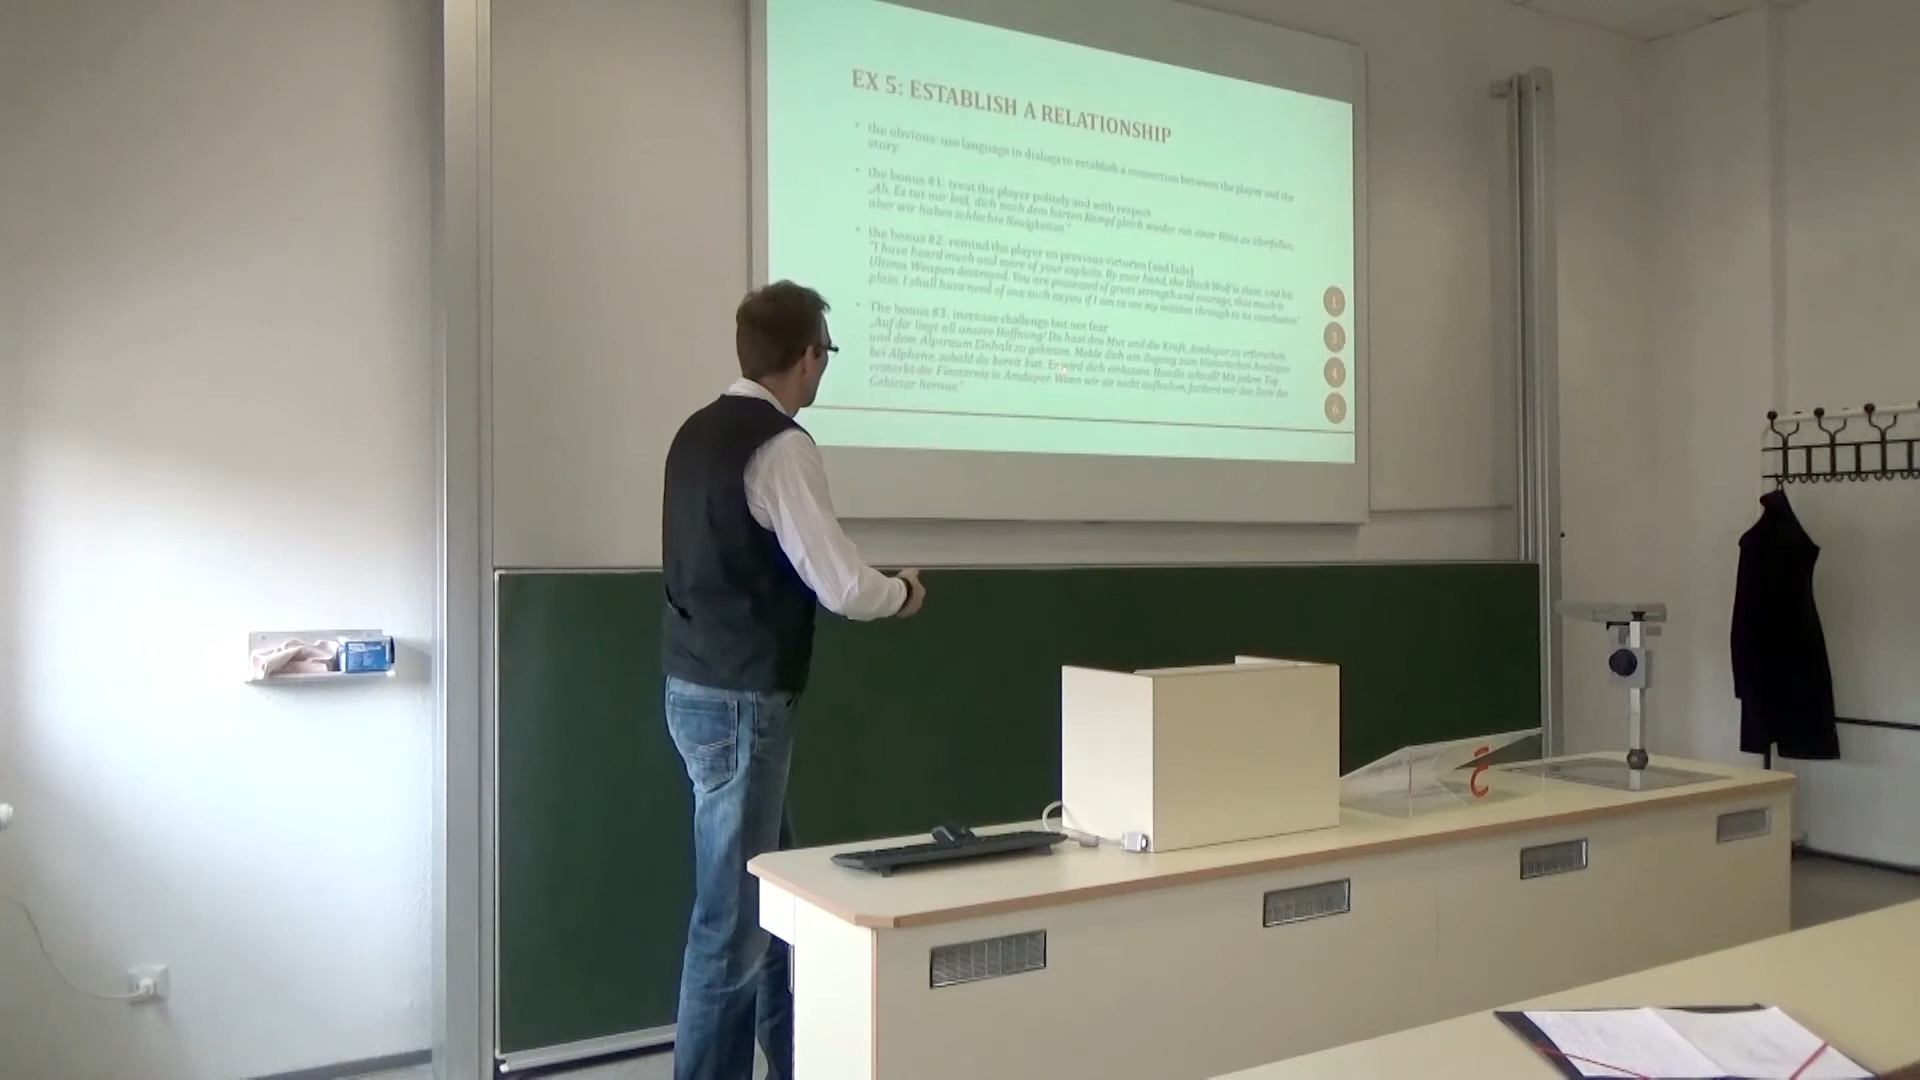 EX 5: ESTABLISH A RELATIONSHIP
• the obvious: use language in dialogs to establish a connection between the player and the
story
• the bonus #1: treat the player politely and with respect
„Ah, Es tut mir leid, dich nach dem harten Kampf gleich wieder mit einer Bitte zu überfallen,
aber wir haben schlechte Neuigkeiten."
• the bonus #2: remind the player on previous victories (and fails)
"I have heard much and more of your exploits. By your hand, the Black Wolf is slain, and his
Ultima Weapon destroyed. You are possessed of great strength and courage, that much is
plain. I shall have need of one such as you if I am to see my mission through to its conclusion"
• The bonus #3: increase challenge but not fear
„Auf dir liegt all unsere Hoffnung! Du hast den Mut und die Kraft, Amdapor zu erforschen
und dem Alptraum Einhalt zu gebieten. Melde dich am Zugang zum Historischen Amdapor
bei Alphene, sobald du bereit bist. Er wird dich einlassen. Handle schnell! Mit jedem Tag
erstarkt die Finsternis in Amdapor. Wenn wir sie nicht aufhalten, fordern wir den Zorn der
Gebieter heraus."
1
3
4
6